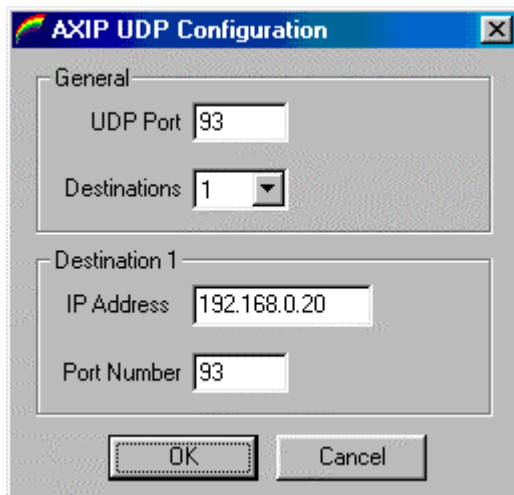 AXIP UDP Configuration
General
UDP Port 93
Destinations 1
Destination 1
IP Address 192.168.0.20
Port Number 93
OK Cancel